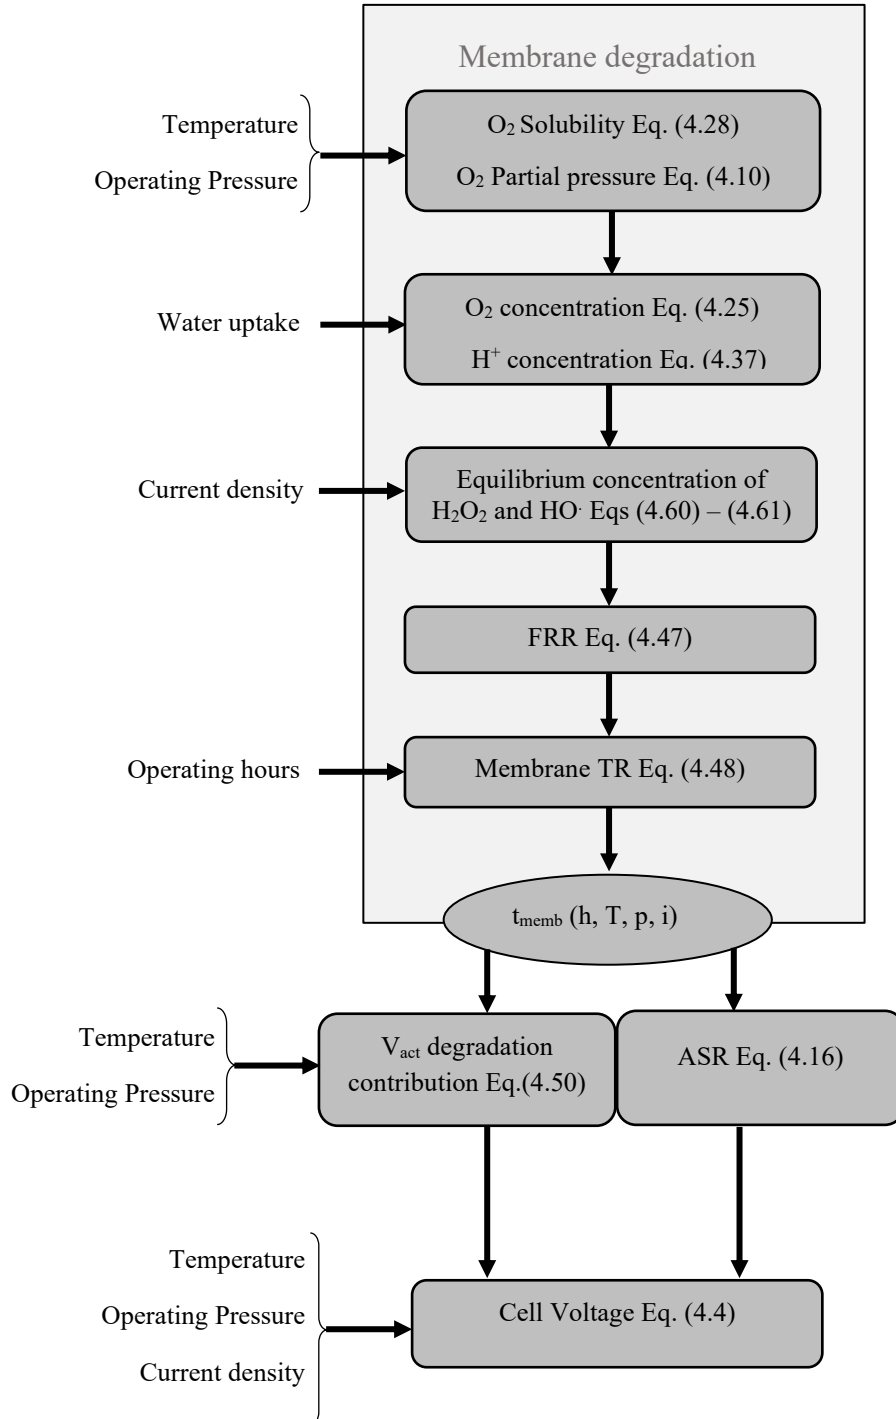 Membrane degradation
Temperature
Operating Pressure
O₂ Solubility Eq. (4.28)
O₂ Partial pressure Eq. (4.10)
Water uptake
O₂ concentration Eq. (4.25)
H⁺ concentration Eq. (4.37)
Current density
Equilibrium concentration of
H₂O₂ and HO· Eqs (4.60) – (4.61)
FRR Eq. (4.47)
Operating hours
Membrane TR Eq. (4.48)
t_memb (h, T, p, i)
Temperature
Operating Pressure
V_act degradation
contribution Eq.(4.50)
ASR Eq. (4.16)
Temperature
Operating Pressure
Current density
Cell Voltage Eq. (4.4)